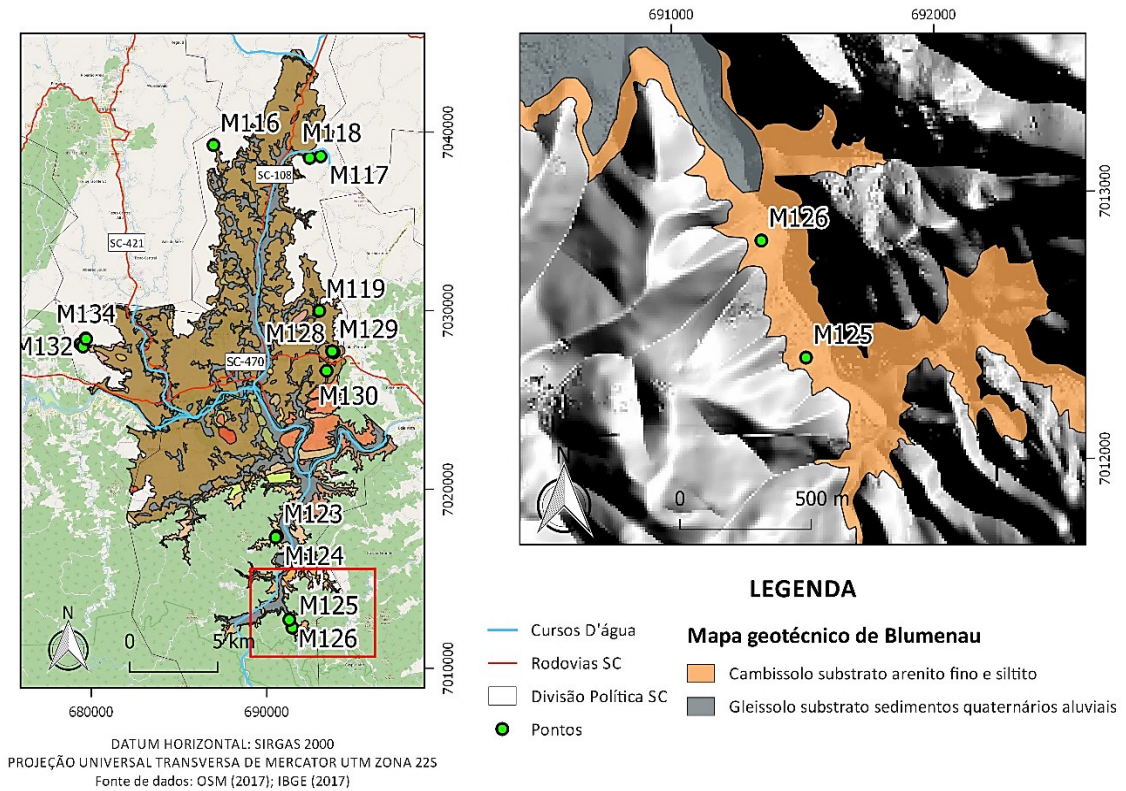 M116
M118
M117
7040000
SC-108
SC-421
M119
7030000
M134
M132
M128
M129
SC-470
M130
7020000
M123
M124
M125
M126
N
0 5 km
7010000
680000 690000
DATUM HORIZONTAL: SIRGAS 2000
PROJEÇÃO UNIVERSAL TRANSVERSA DE MERCATOR UTM ZONA 22S
Fonte de dados: OSM (2017); IBGE (2017)
691000 692000
7013000
M126
M125
7012000
N
0 500 m
LEGENDA
Cursos D'água
Rodovias SC
Divisão Política SC
Pontos
Mapa geotécnico de Blumenau
Cambissolo substrato arenito fino e siltito
Gleissolo substrato sedimentos quaternários aluviais